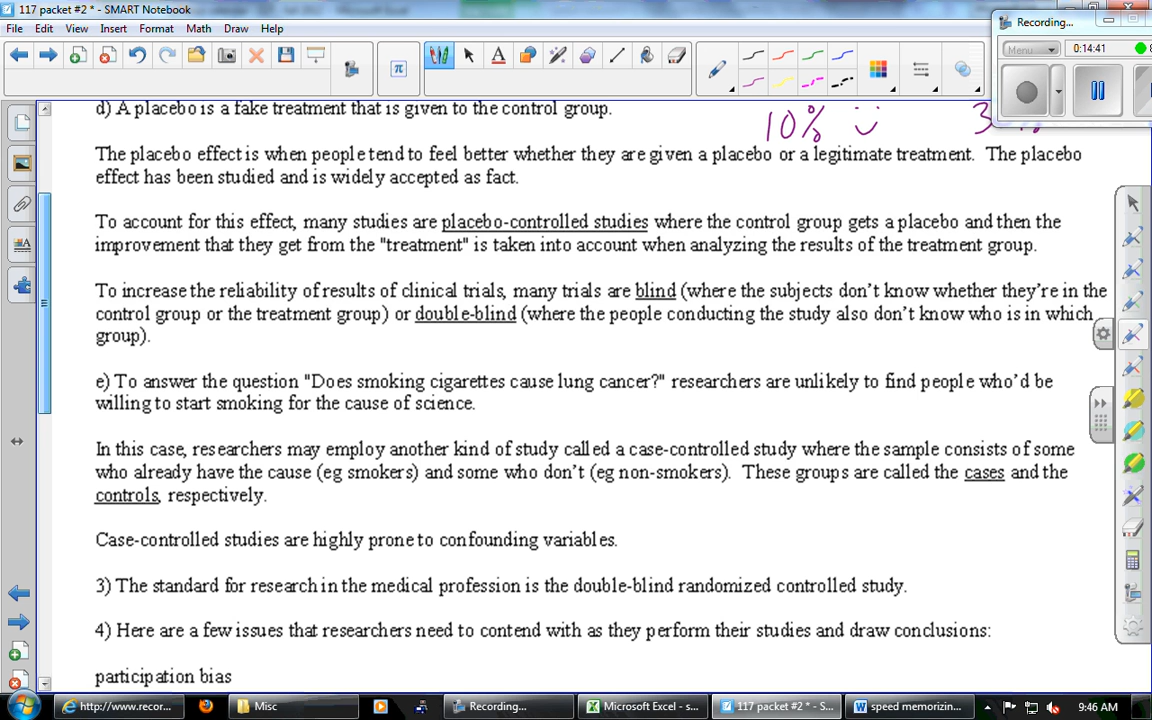 117 packet #2 * - SMART Notebook
File Edit View Insert Format Math Draw Help
Recording...
Menu
0:14:41
π
A
d) A placebo is a fake treatment that is given to the control group.
10%
The placebo effect is when people tend to feel better whether they are given a placebo or a legitimate treatment. The placebo
effect has been studied and is widely accepted as fact.
To account for this effect, many studies are placebo-controlled studies where the control group gets a placebo and then the
improvement that they get from the "treatment" is taken into account when analyzing the results of the treatment group.
To increase the reliability of results of clinical trials, many trials are blind (where the subjects don't know whether they're in the
control group or the treatment group) or double-blind (where the people conducting the study also don't know who is in which
group).
e) To answer the question "Does smoking cigarettes cause lung cancer?" researchers are unlikely to find people who'd be
willing to start smoking for the cause of science.
In this case, researchers may employ another kind of study called a case-controlled study where the sample consists of some
who already have the cause (eg smokers) and some who don't (eg non-smokers). These groups are called the cases and the
controls, respectively.
Case-controlled studies are highly prone to confounding variables.
3) The standard for research in the medical profession is the double-blind randomized controlled study.
4) Here are a few issues that researchers need to contend with as they perform their studies and draw conclusions:
participation bias
http://www.recor...
Misc
Recording...
Microsoft Excel - s...
117 packet #2 * - S...
speed memorizin...
9:46 AM